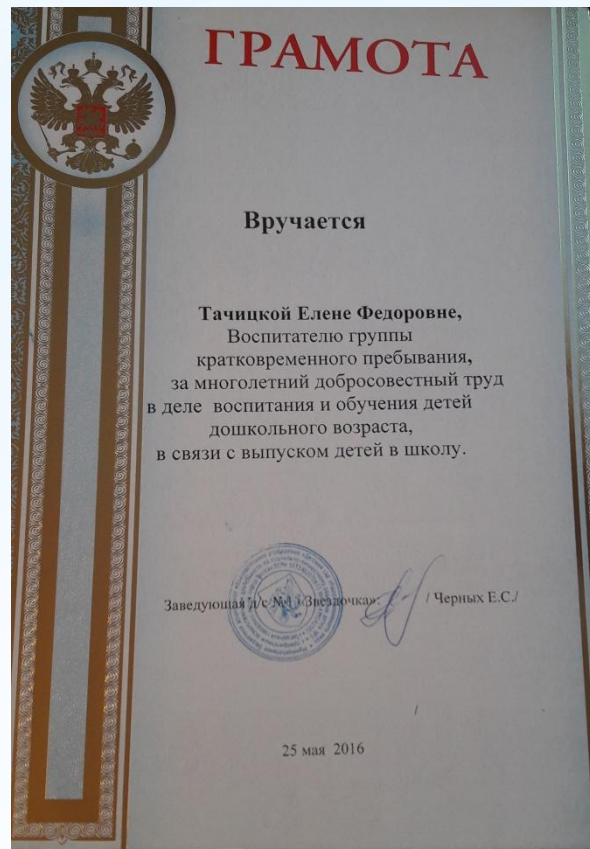 ГРАМОТА
Вручается
Тачицкой Елене Федоровне,
Воспитателю группы
кратковременного пребывания,
за многолетний добросовестный труд
в деле воспитания и обучения детей
дошкольного возраста,
в связи с выпуском детей в школу.
Заведующая д/с №1 «Звездочка»: / Черных Е.С./
25 мая 2016